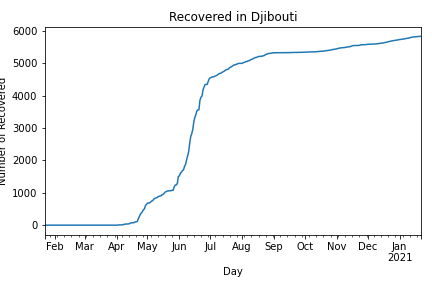 Recovered in Djibouti
Number of Recovered
6000
5000
4000
3000
2000
1000
0
Feb Mar Apr May Jun Jul Aug Sep Oct Nov Dec Jan
2021
Day